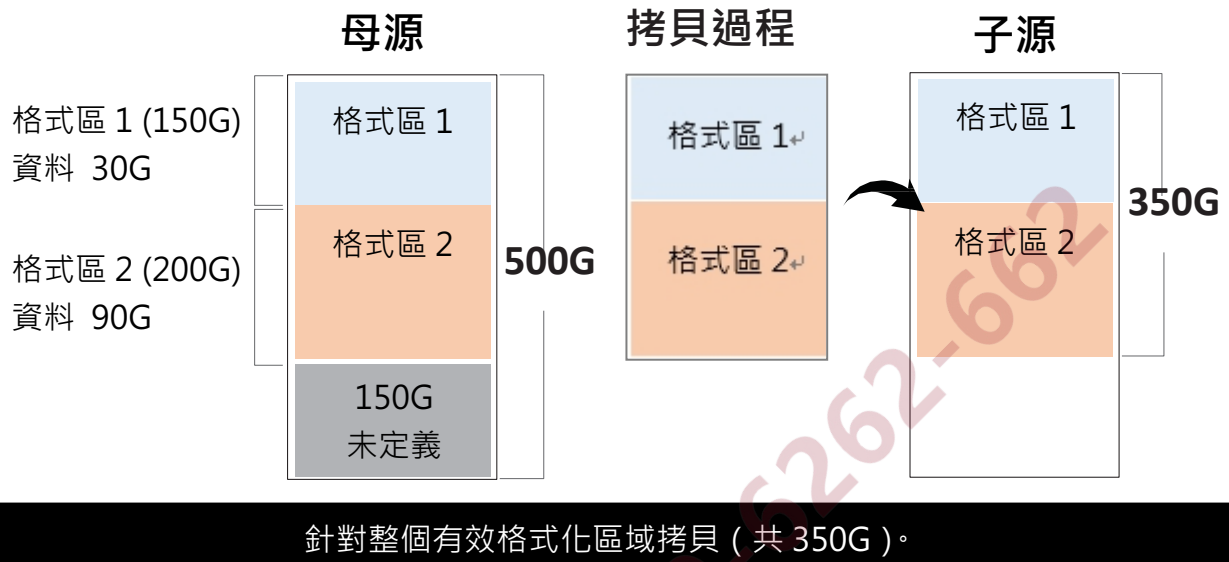 母源
拷貝過程
子源
格式區 1 (150G)
資料 30G
格式區 2 (200G)
資料 90G
格式區 1
格式區 2
150G
未定義
500G
格式區 1↵
格式區 2↵
格式區 1
格式區 2
350G
6262-662
針對整個有效格式化區域拷貝 ( 共 350G )。